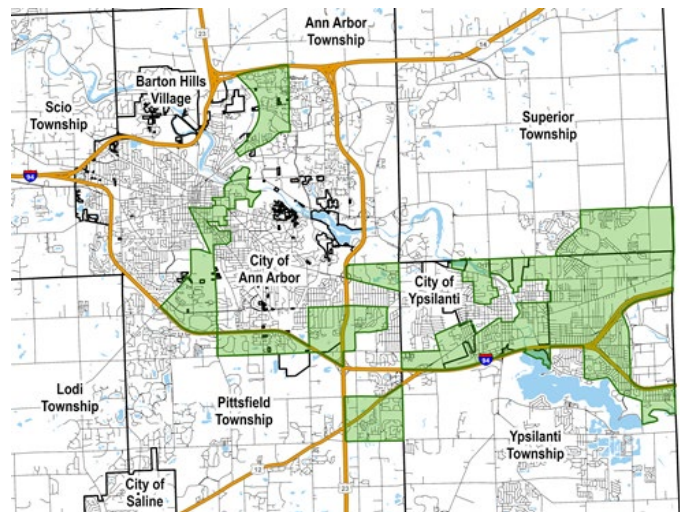 Ann Arbor
Township
23
14
Barton Hills
Village
Scio
Township
Superior
Township
94
City of
Ann Arbor
City of
Ypsilanti
94
Lodi
Township
Pittsfield
Township
Ypsilanti
Township
12
City of
Saline
23